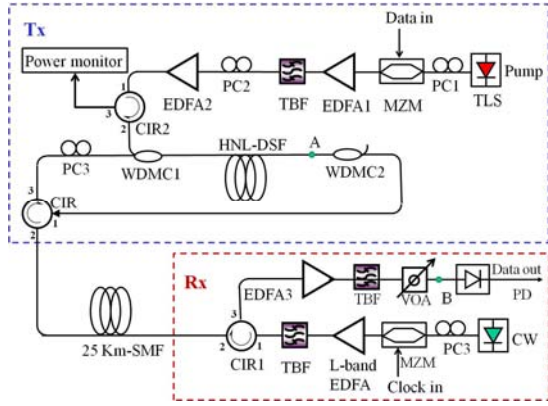 Tx
Data in
Power monitor
1
3
2
CIR2
EDFA2
PC2
TBF
EDFA1
MZM
PC1
TLS
Pump
PC3
WDMC1
HNL-DSF
A
WDMC2
3
CIR
1
2
Rx
EDFA3
TBF
VOA
B
Data out
PD
25 Km-SMF
3
2
1
CIR1
TBF
L-band
EDFA
MZM
PC3
CW
Clock in